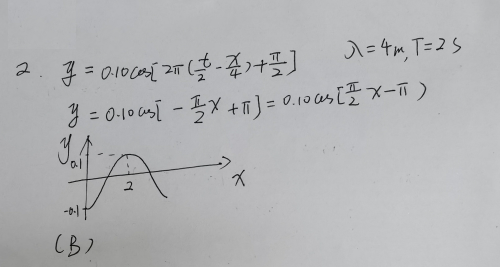 2. y = 0.10cos[2π(t/2 - x/4) + π/2] λ = 4m, T = 2s
y = 0.10cos[-π/2 x + π] = 0.10cos[π/2 x - π)
y
0.1
2
x
-0.1
(B)